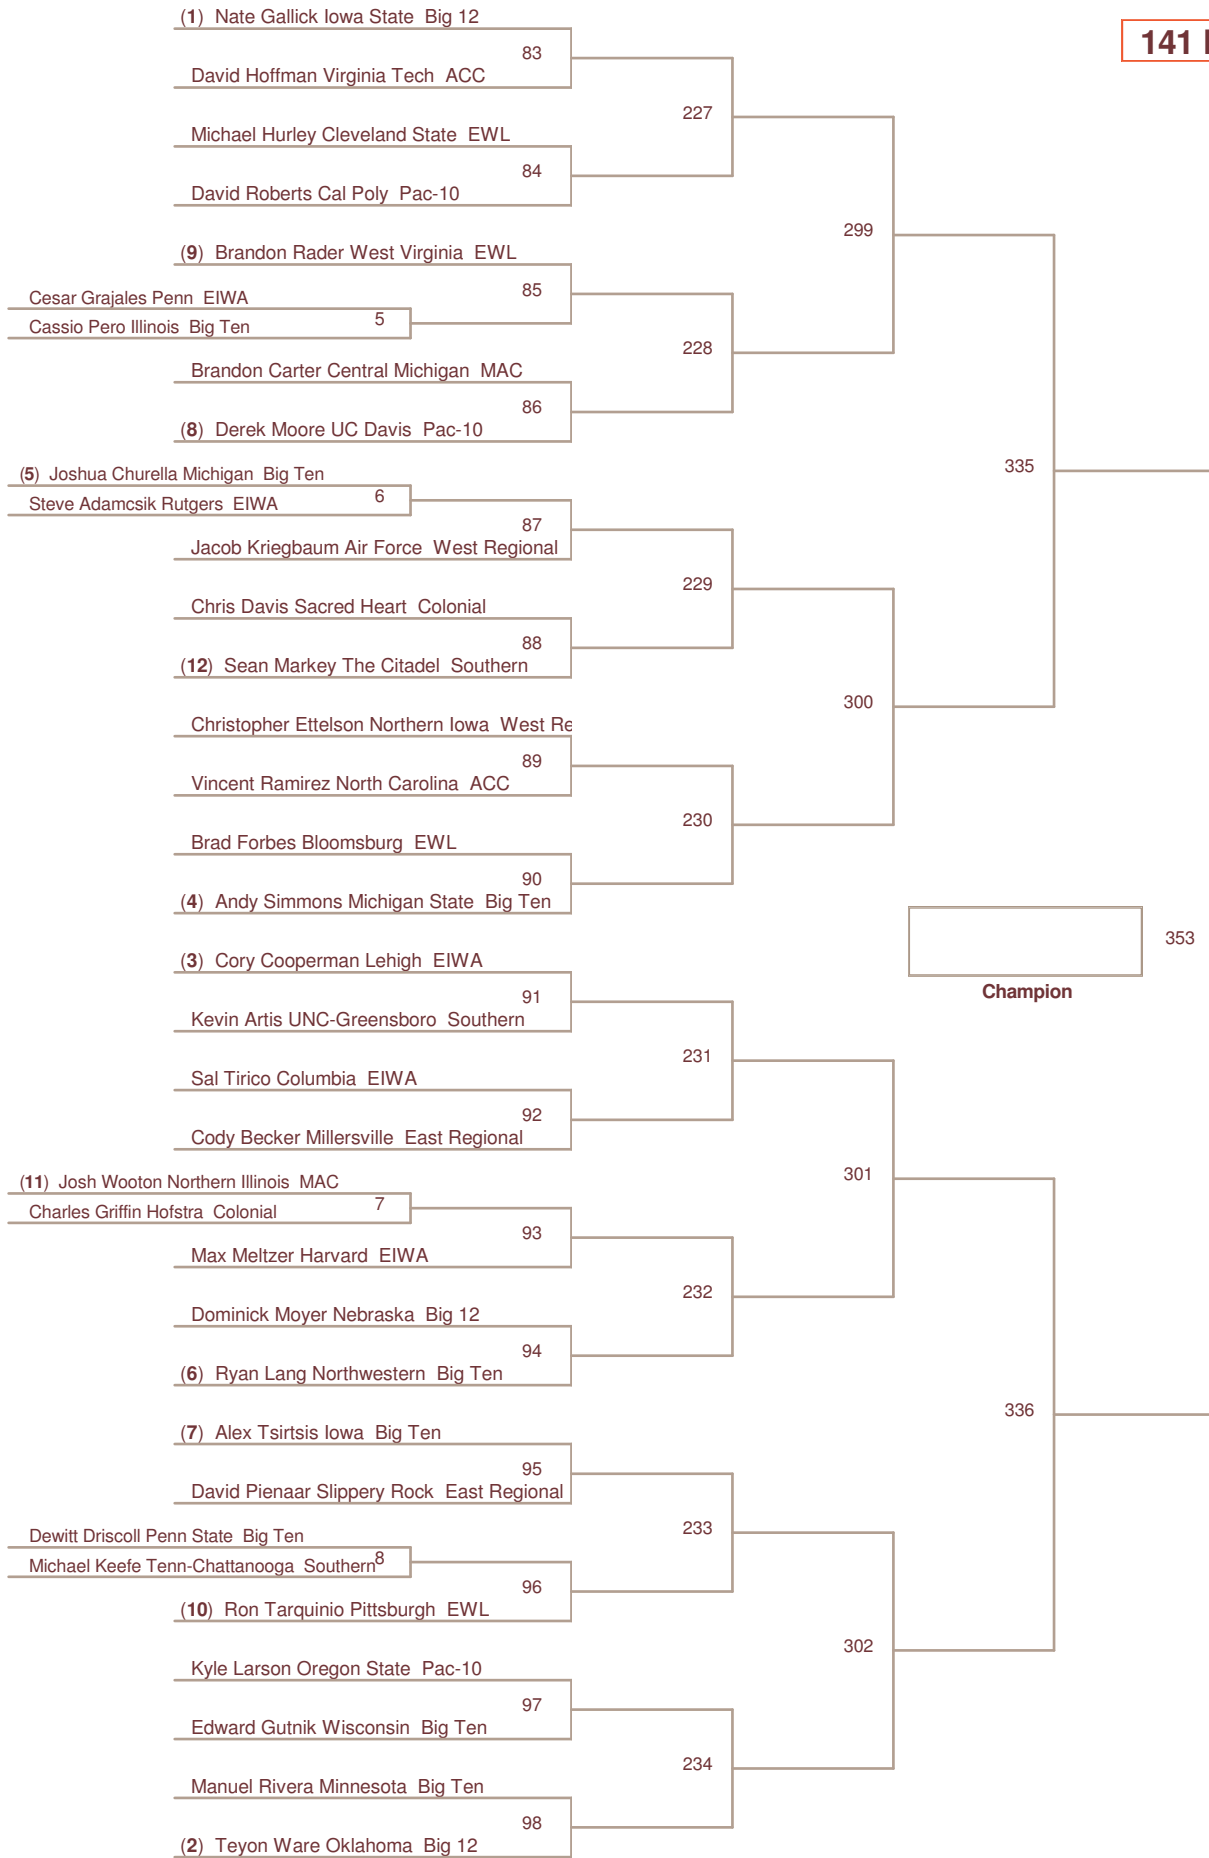 (1) Nate Gallick Iowa State Big 12
141
83
David Hoffman Virginia Tech ACC
227
Michael Hurley Cleveland State EWL
84
David Roberts Cal Poly Pac-10
299
(9) Brandon Rader West Virginia EWL
85
Cesar Grajales Penn EIWA
5
Cassio Pero Illinois Big Ten
228
Brandon Carter Central Michigan MAC
86
(8) Derek Moore UC Davis Pac-10
335
(5) Joshua Churella Michigan Big Ten
6
Steve Adamcsik Rutgers EIWA
87
Jacob Kriegbaum Air Force West Regional
229
Chris Davis Sacred Heart Colonial
88
(12) Sean Markey The Citadel Southern
300
Christopher Ettelson Northern Iowa West Re
89
Vincent Ramirez North Carolina ACC
230
Brad Forbes Bloomsburg EWL
90
(4) Andy Simmons Michigan State Big Ten
353
(3) Cory Cooperman Lehigh EIWA
Champion
91
Kevin Artis UNC-Greensboro Southern
231
Sal Tirico Columbia EIWA
92
Cody Becker Millersville East Regional
301
(11) Josh Wooton Northern Illinois MAC
7
Charles Griffin Hofstra Colonial
93
Max Meltzer Harvard EIWA
232
Dominick Moyer Nebraska Big 12
94
(6) Ryan Lang Northwestern Big Ten
336
(7) Alex Tsirtsis Iowa Big Ten
95
David Pienaar Slippery Rock East Regional
233
Dewitt Driscoll Penn State Big Ten
8
Michael Keefe Tenn-Chattanooga Southern
96
(10) Ron Tarquinio Pittsburgh EWL
302
Kyle Larson Oregon State Pac-10
97
Edward Gutnik Wisconsin Big Ten
234
Manuel Rivera Minnesota Big Ten
98
(2) Teyon Ware Oklahoma Big 12